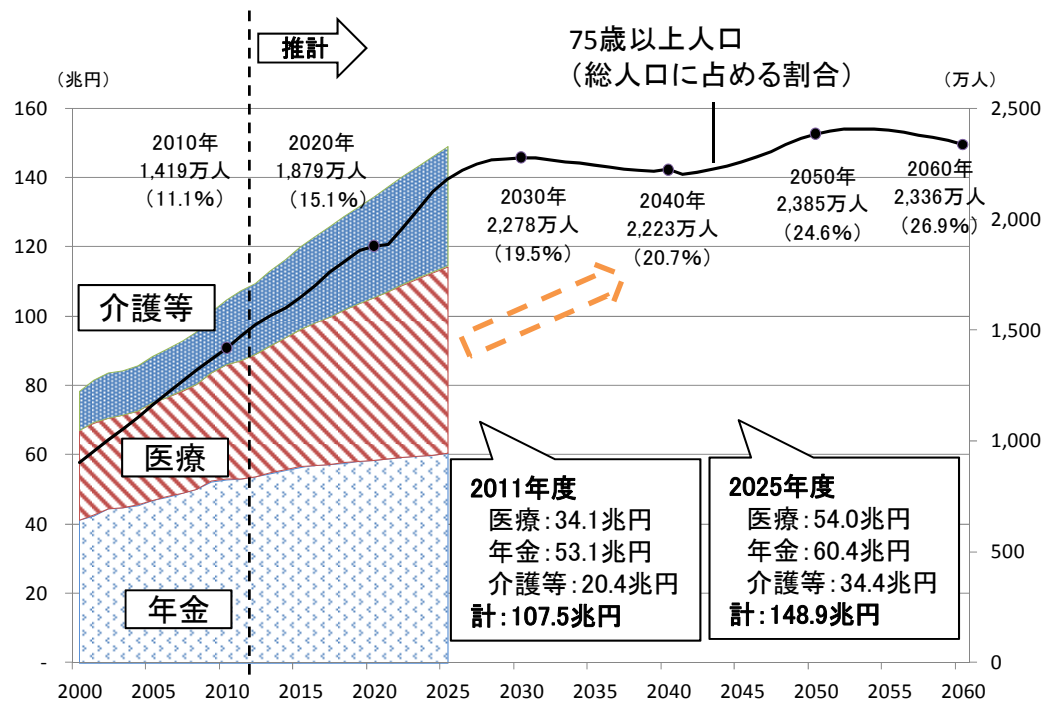 推計
75歳以上人口
（総人口に占める割合）
（兆円）
（万人）
160
140
120
100
80
60
40
20
-
2,500
2,000
1,500
1,000
500
0
2010年
1,419万人
（11.1%）
2020年
1,879万人
（15.1%）
2030年
2,278万人
（19.5%）
2040年
2,223万人
（20.7%）
2050年
2,385万人
（24.6%）
2060年
2,336万人
（26.9%）
介護等
医療
年金
2011年度
医療：34.1兆円
年金：53.1兆円
介護等：20.4兆円
計：107.5兆円
2025年度
医療：54.0兆円
年金：60.4兆円
介護等：34.4兆円
計：148.9兆円
2000 2005 2010 2015 2020 2025 2030 2035 2040 2045 2050 2055 2060